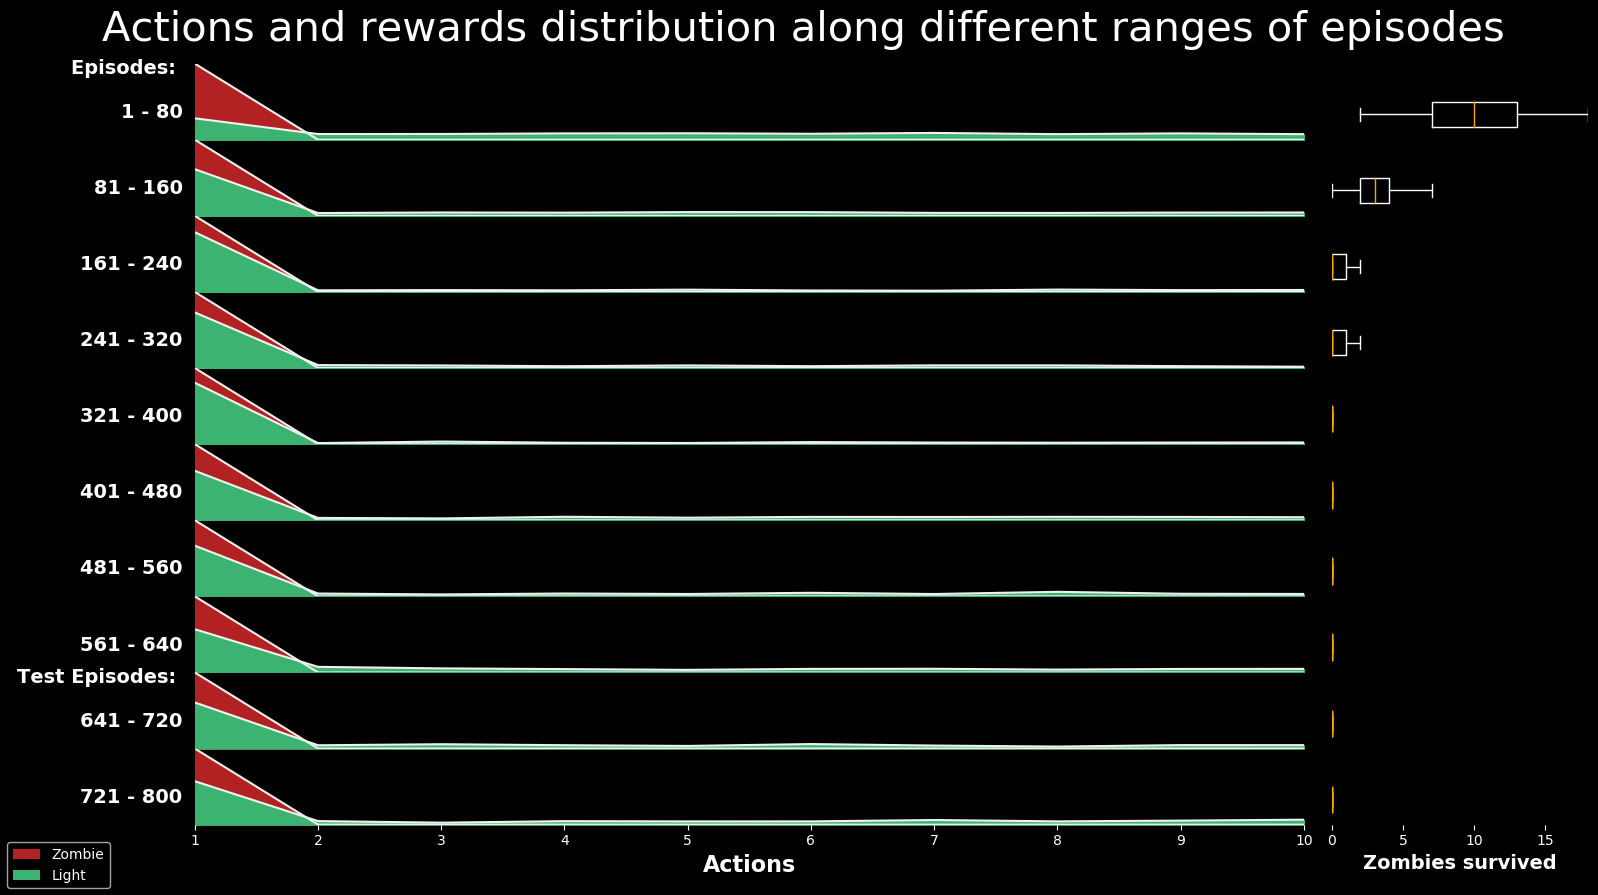 Actions and rewards distribution along different ranges of episodes
Episodes:
1 - 80
81 - 160
161 - 240
241 - 320
321 - 400
401 - 480
481 - 560
561 - 640
Test Episodes:
641 - 720
721 - 800
1 2 3 4 5 6 7 8 9 10
0 5 10 15
Actions
Zombies survived
Zombie
Light